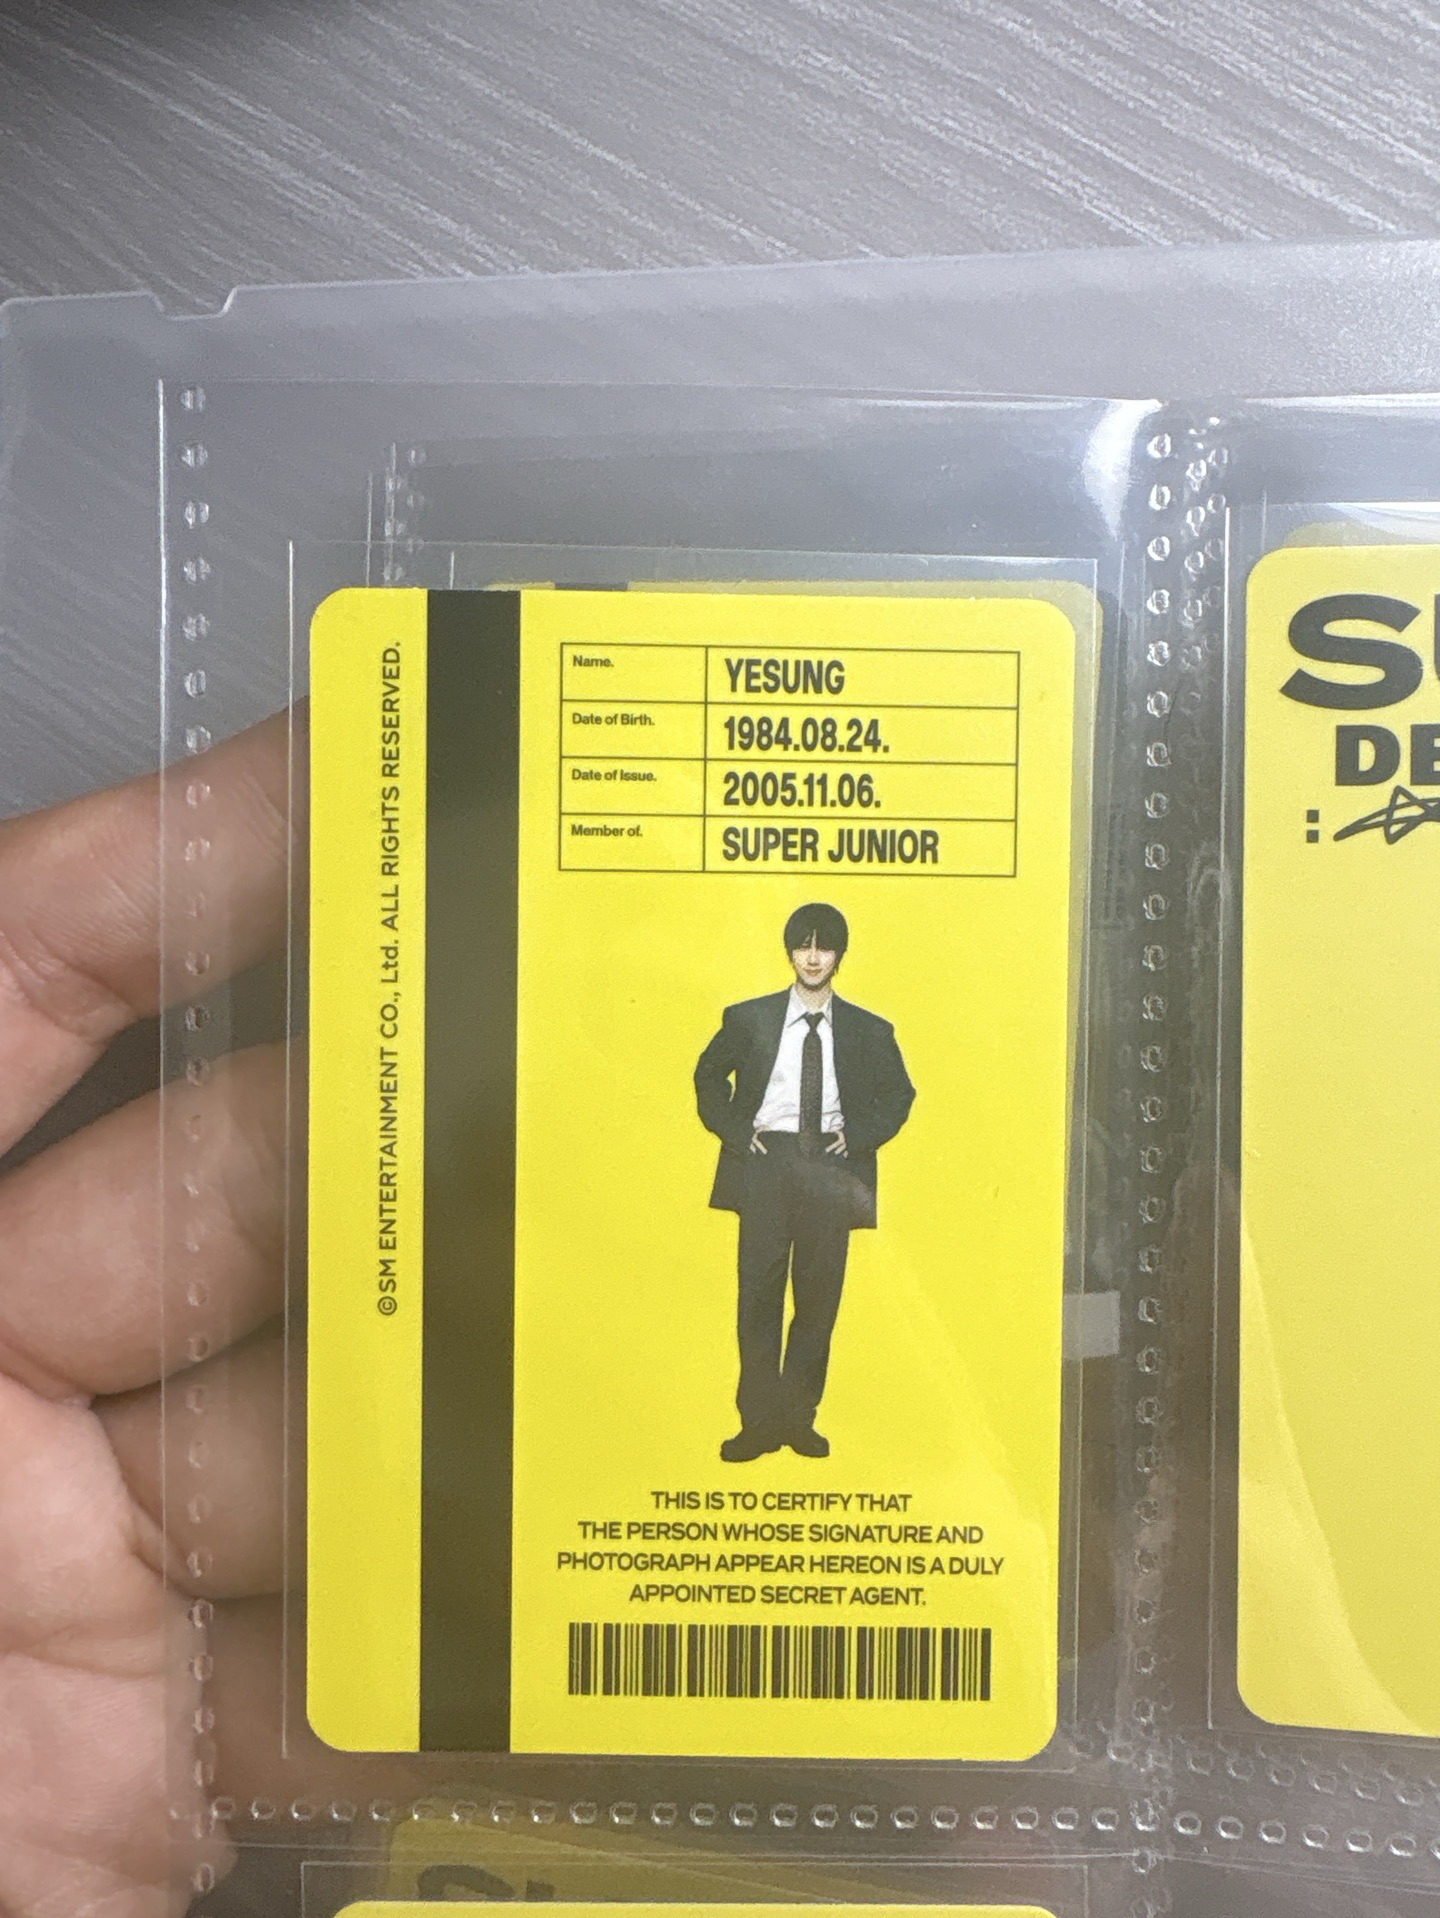 ©SM ENTERTAINMENT CO., Ltd. ALL RIGHTS RESERVED.
Name. YESUNG
Date of Birth. 1984.08.24.
Date of Issue. 2005.11.06.
Member of. SUPER JUNIOR
THIS IS TO CERTIFY THAT
THE PERSON WHOSE SIGNATURE AND
PHOTOGRAPH APPEAR HEREON IS A DULY
APPOINTED SECRET AGENT.